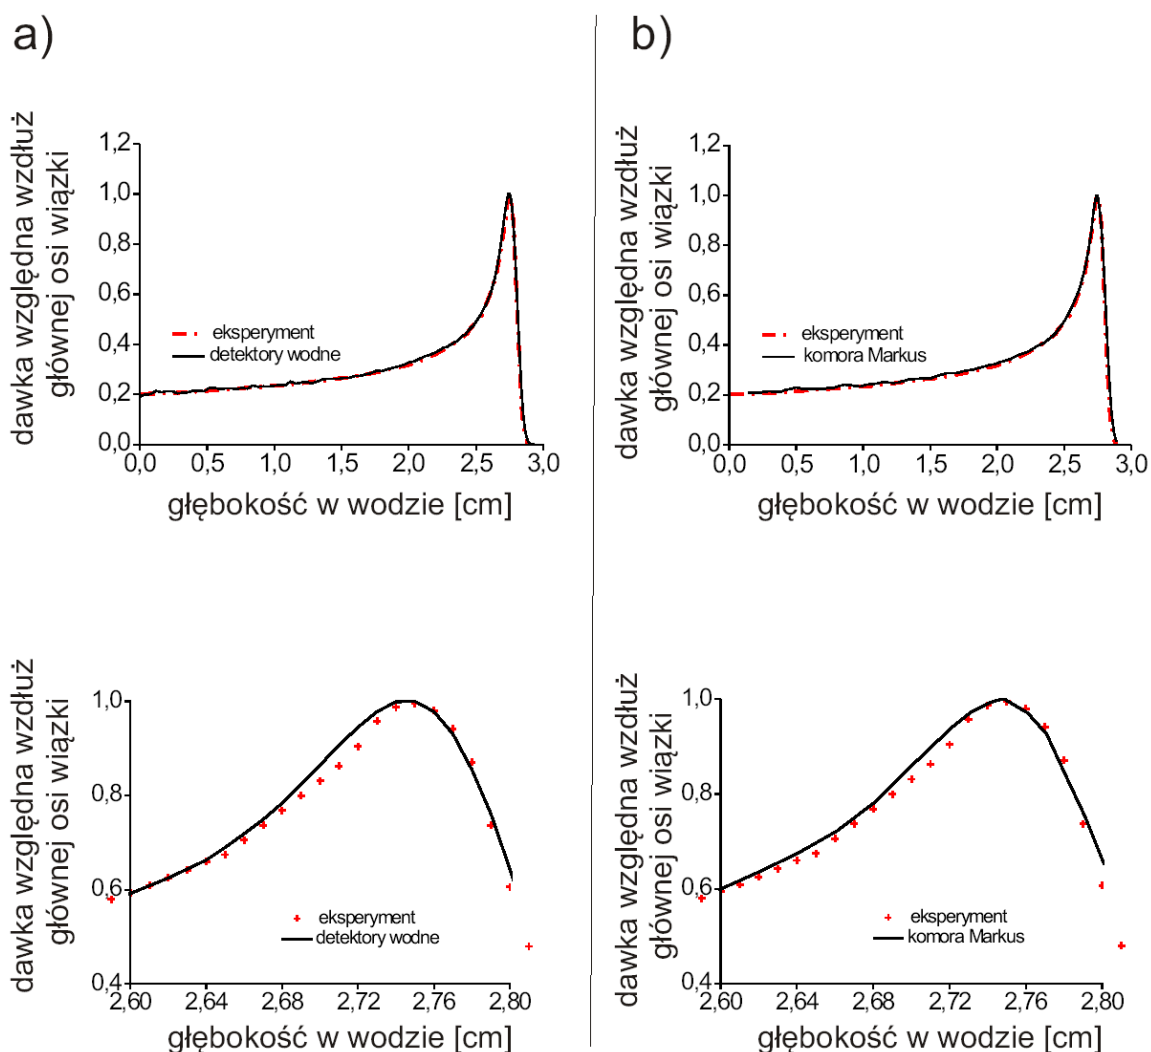 a)
dawka względna wzdłuż
głównej osi wiązki
1,2
1,0
0,8
0,6
0,4
0,2
0,0
eksperyment
detektory wodne
0,0 0,5 1,0 1,5 2,0 2,5 3,0
głębokość w wodzie [cm]
dawka względna wzdłuż
głównej osi wiązki
1,0
0,8
0,6
0,4
eksperyment
detektory wodne
2,60 2,64 2,68 2,72 2,76 2,80
głębokość w wodzie [cm]
b)
dawka względna wzdłuż
głównej osi wiązki
1,2
1,0
0,8
0,6
0,4
0,2
0,0
eksperyment
komora Markus
0,0 0,5 1,0 1,5 2,0 2,5 3,0
głębokość w wodzie [cm]
dawka względna wzdłuż
głównej osi wiązki
1,0
0,8
0,6
0,4
eksperyment
komora Markus
2,60 2,64 2,68 2,72 2,76 2,80
głębokość w wodzie [cm]